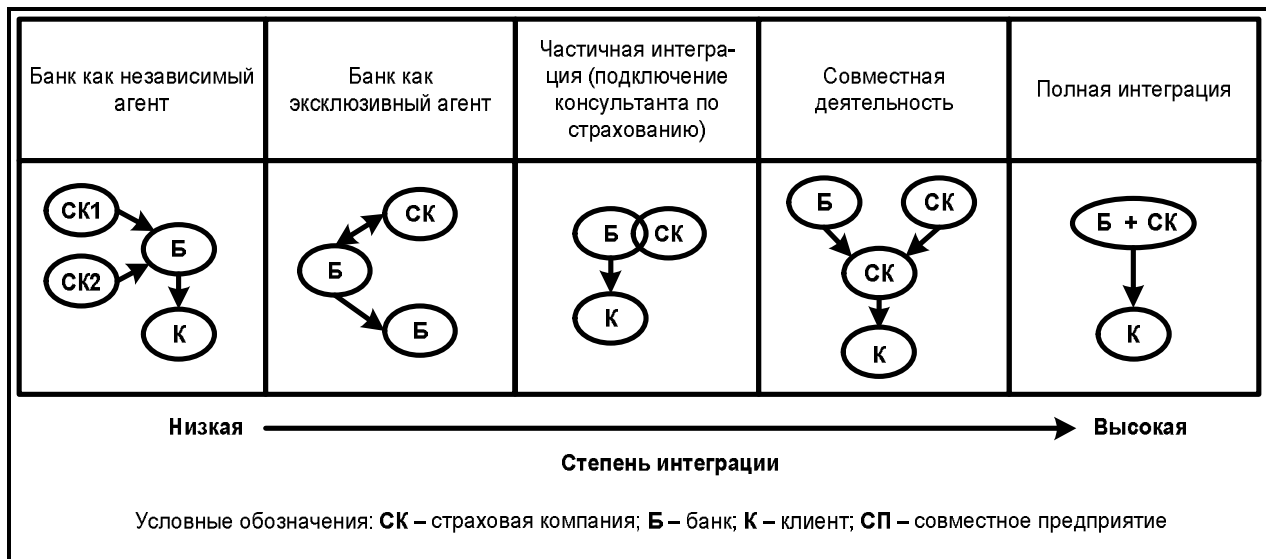 Банк как независимый
агент
Банк как
эксклюзивный агент
Частичная интегра-
ция (подключение
консультанта по
страхованию)
Совместная
деятельность
Полная интеграция
СК1
СК2
Б
К
СК
Б
Б
Б
СК
К
Б
СК
СК
К
Б + СК
К
Низкая
Высокая
Степень интеграции
Условные обозначения: СК – страховая компания; Б – банк; К – клиент; СП – совместное предприятие